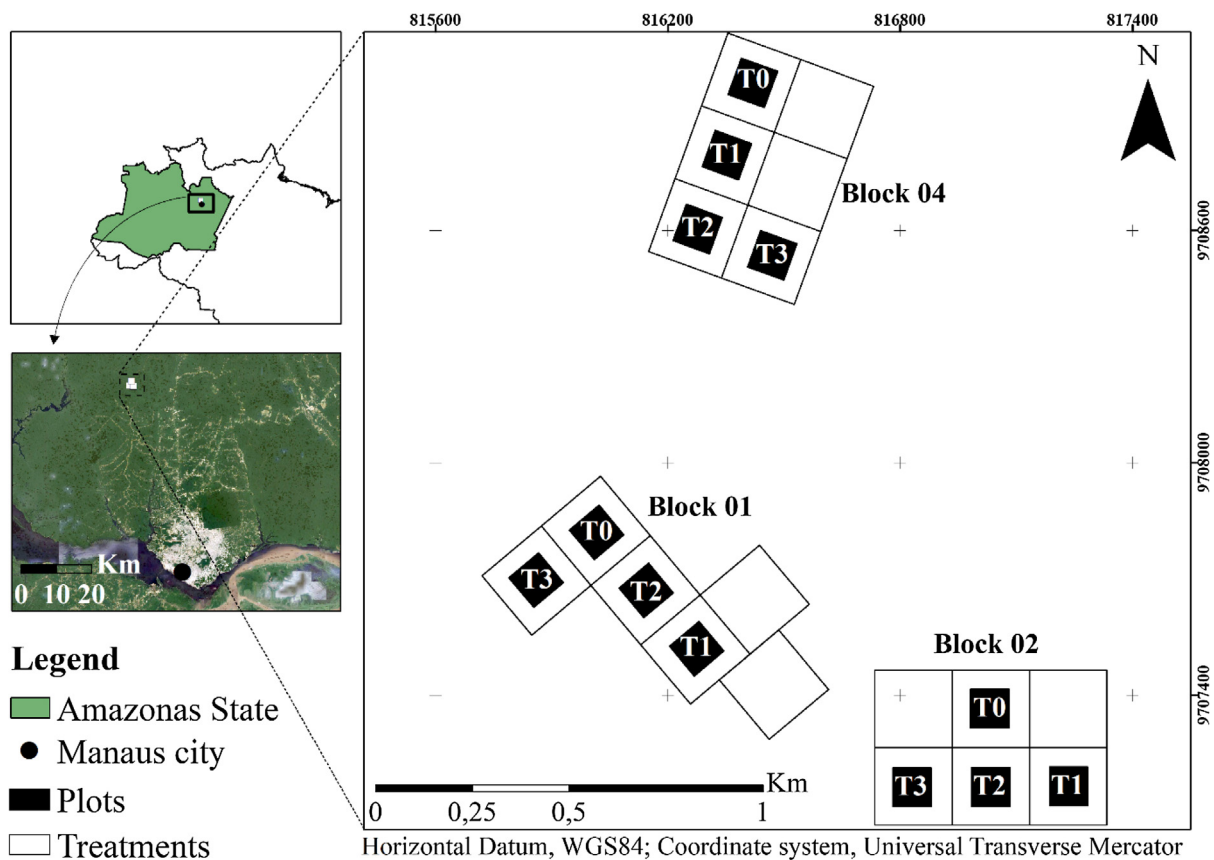 815600 816200 816800 817400
N
T0
T1
Block 04
T2
T3
9708600
9708000
Block 01
T0
T3
T2
T1
Block 02
9707400
T0
T3 T2 T1
Km
0 10 20
Legend
Amazonas State
Manaus city
Plots
Treatments
Km
0 0,25 0,5 1
Horizontal Datum, WGS84; Coordinate system, Universal Transverse Mercator